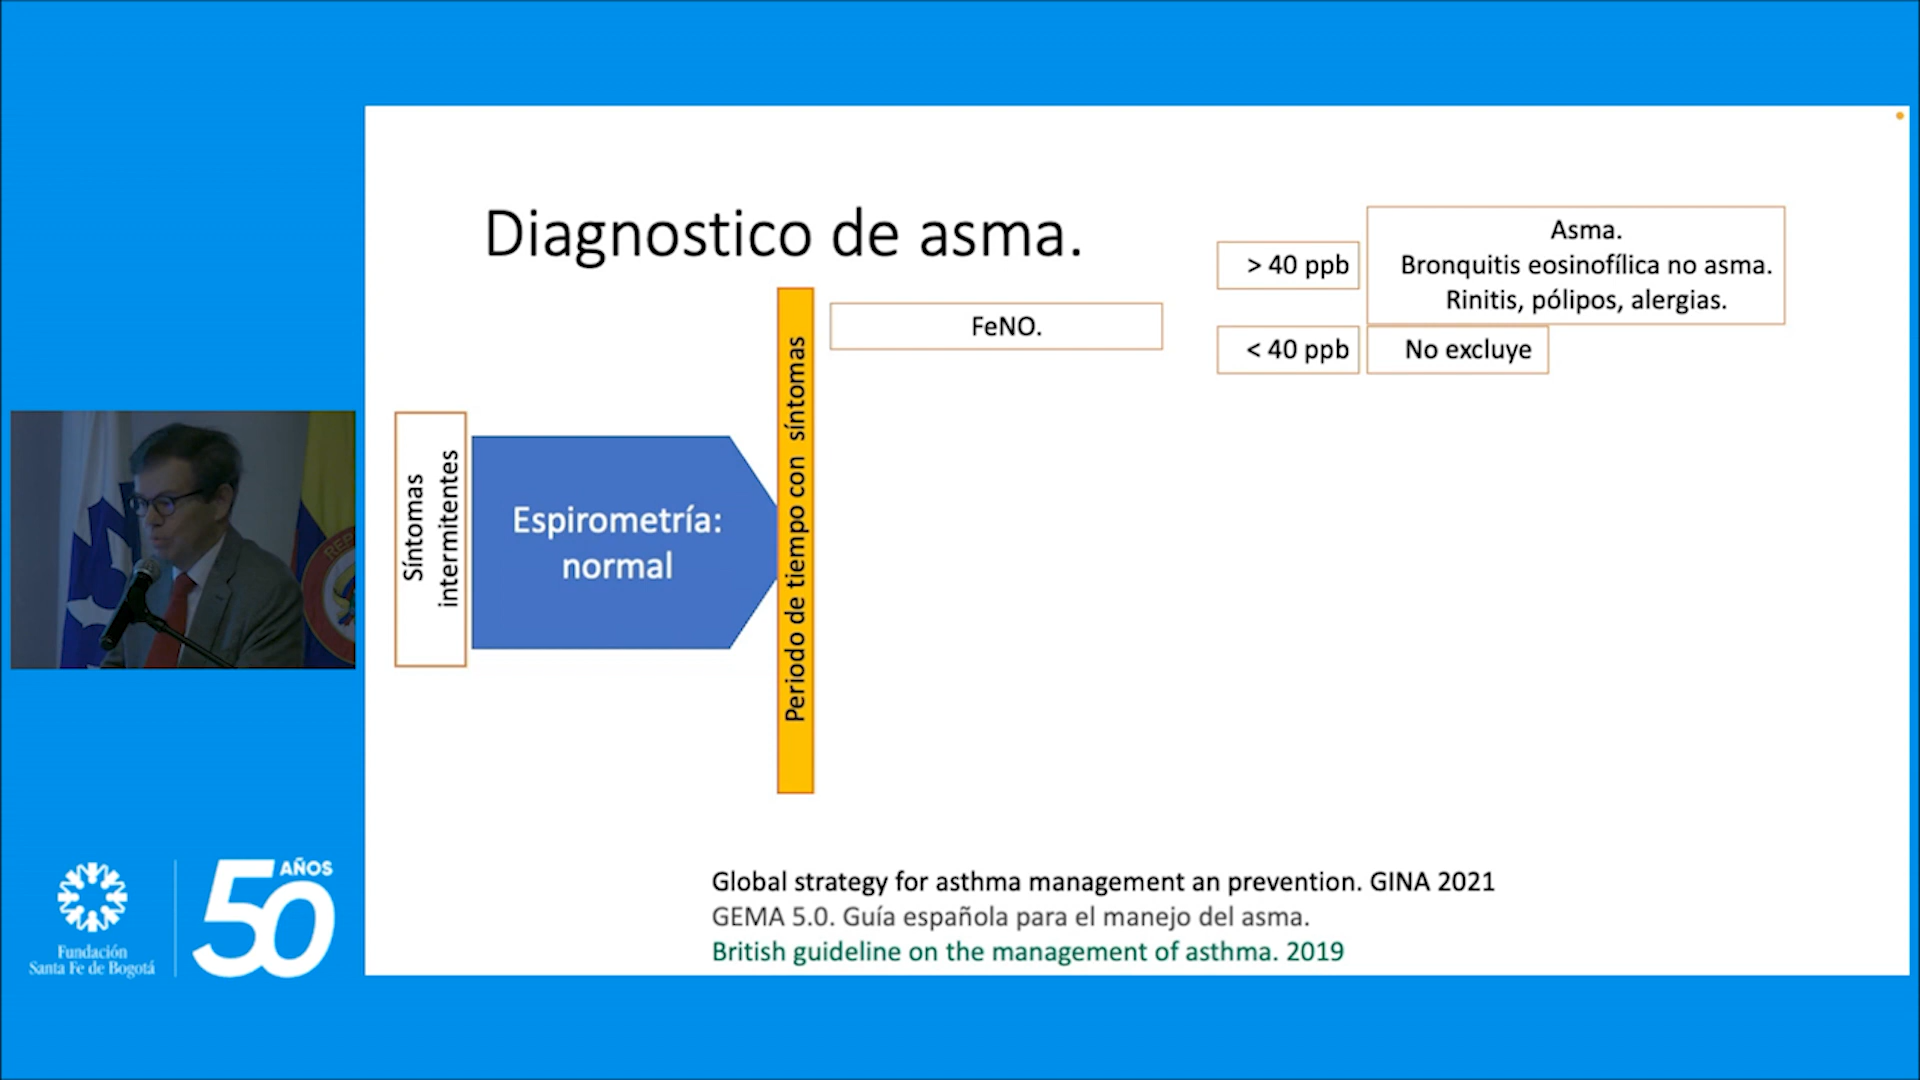 Diagnostico de asma.
> 40 ppb
Asma.
Bronquitis eosinofílica no asma.
Rinitis, pólipos, alergias.
FeNO.
< 40 ppb
No excluye
Síntomas
intermitentes
Espirometría:
normal
Periodo de tiempo con síntomas
Global strategy for asthma management an prevention. GINA 2021
GEMA 5.0. Guía española para el manejo del asma.
British guideline on the management of asthma. 2019
Fundación
Santa Fe de Bogotá
50
AÑOS
REP